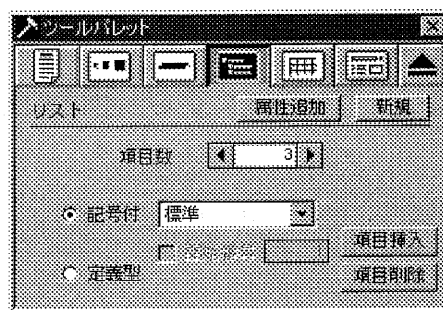 ツールパレット
リスト 属性追加 新規
項目数 3
記号付 標準
項目挿入
定義型 項目削除